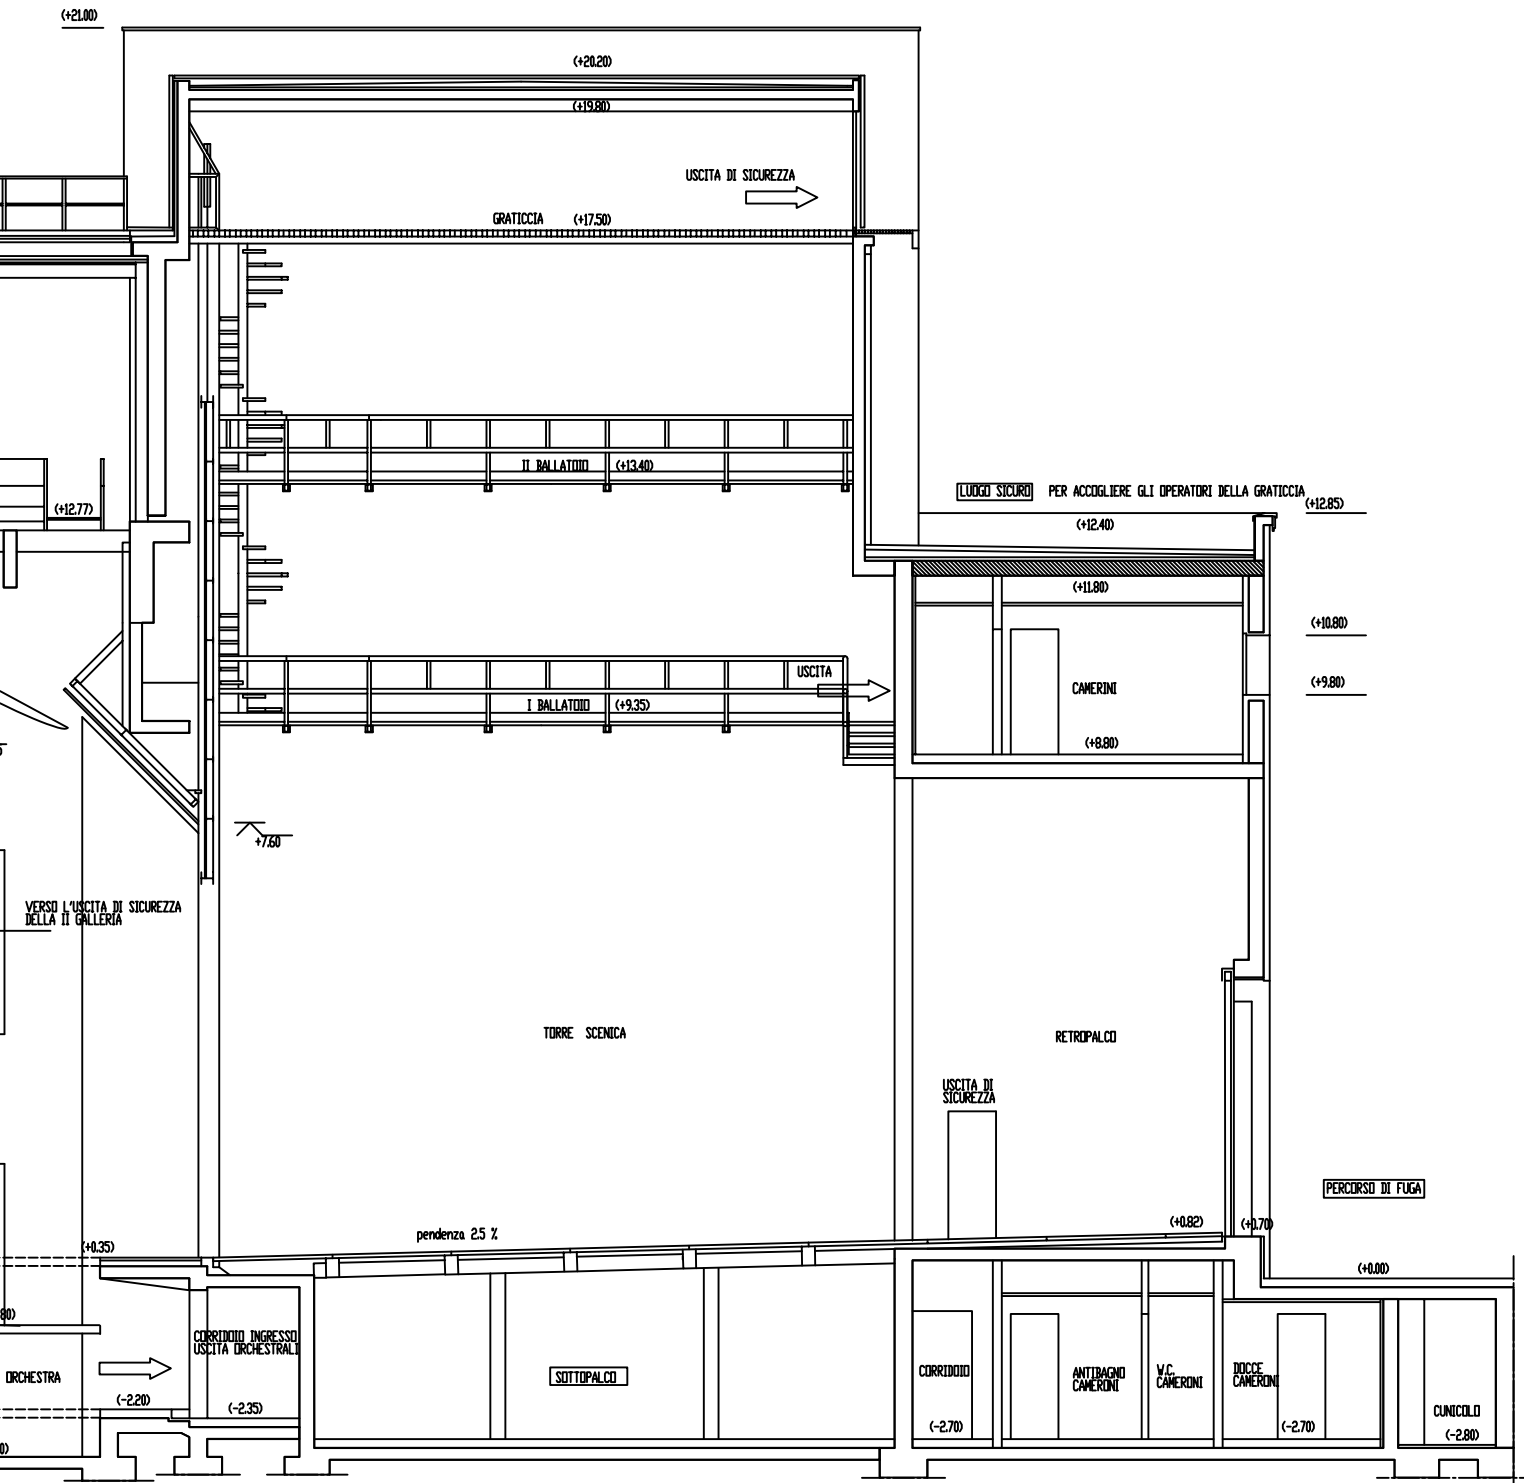 (+21.00)
(+20.20)
(+19.80)
USCITA DI SICUREZZA
GRATICCIA (+17.50)
II BALLATOIO (+13.40)
LUOGO SICURO PER ACCOGLIERE GLI OPERATORI DELLA GRATICCIA
(+12.85)
(+12.77)
(+12.40)
(+11.80)
(+10.80)
USCITA
(+9.80)
CAMERINI
I BALLATOIO (+9.35)
(+8.80)
+7.60
VERSO L'USCITA DI SICUREZZA
DELLA II GALLERIA
TORRE SCENICA
RETROPALCO
USCITA DI
SICUREZZA
PERCORSO DI FUGA
pendenza 2.5 %
(+0.82)
(+0.70)
(+0.35)
(+0.00)
80)
CORRIDOIO INGRESSO
USCITA ORCHESTRALI
ORCHESTRA
SOTTOPALCO
CORRIDOIO
ANTIBAGNO
CAMERONI
W.C.
CAMERONI
DOCCE
CAMERONI
(-2.20)
(-2.35)
(-2.70)
(-2.70)
CUNICOLO
(-2.80)
0)